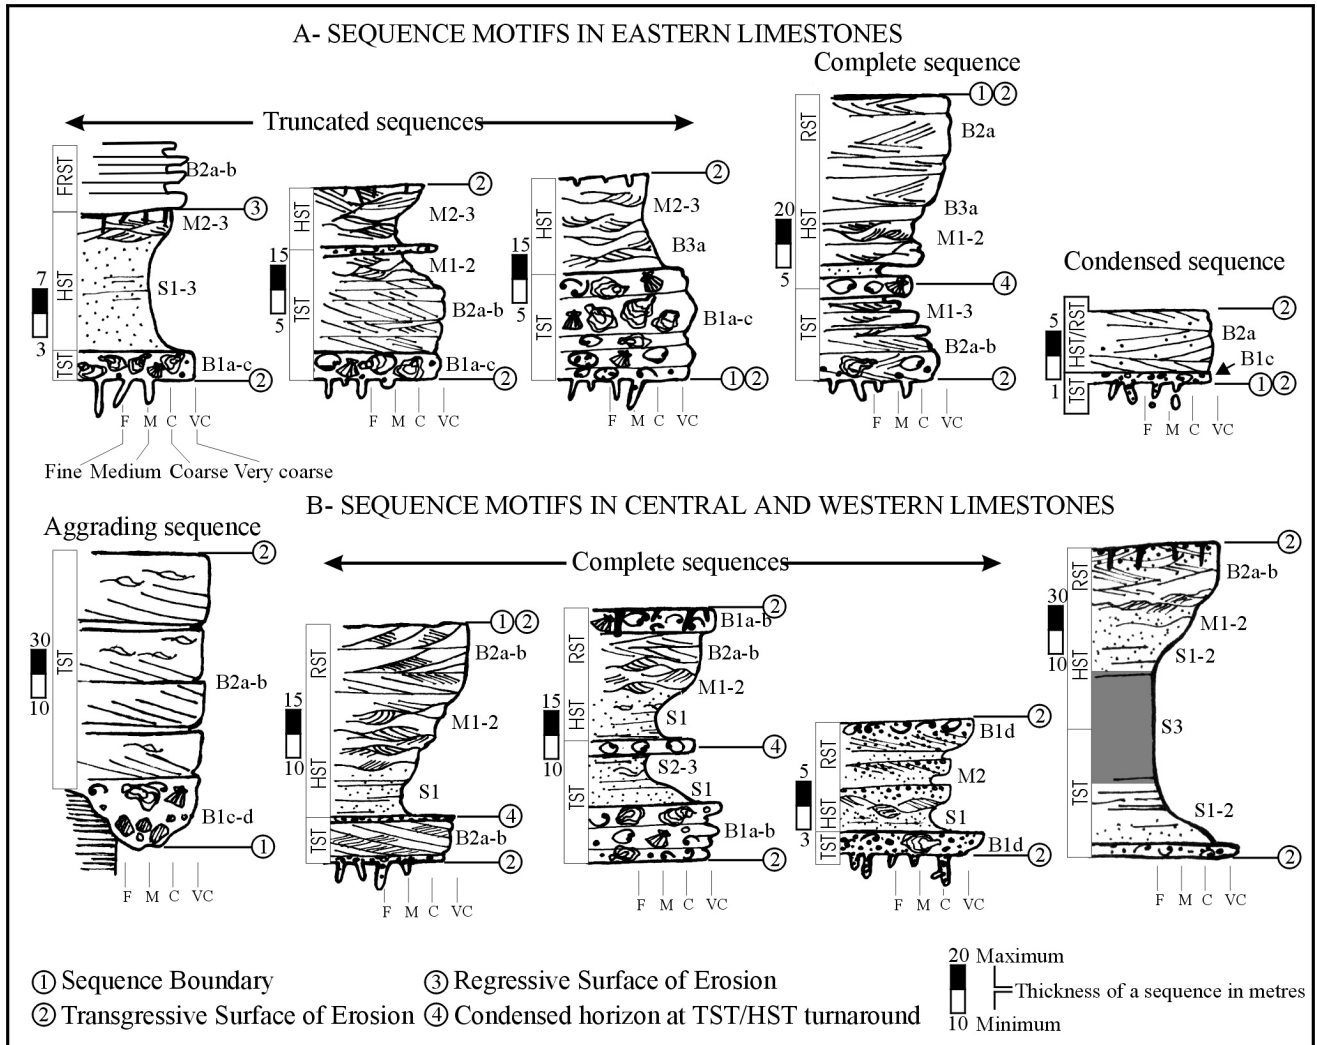 A- SEQUENCE MOTIFS IN EASTERN LIMESTONES
Complete sequence
Truncated sequences
Condensed sequence
FRST
HST
TST
7
3
B2a-b
3
M2-3
S1-3
B1a-c
2
F M C VC
Fine Medium Coarse Very coarse
HST
TST
15
5
2
M2-3
M1-2
B2a-b
B1a-c
2
F M C VC
HST
TST
15
5
2
M2-3
B3a
B1a-c
1 2
F M C VC
RST
HST
TST
20
5
1 2
B2a
B3a
M1-2
4
M1-3
B2a-b
2
F M C VC
HST/RST
TST
5
1
2
B2a
B1c
1 2
F M C VC
B- SEQUENCE MOTIFS IN CENTRAL AND WESTERN LIMESTONES
Aggrading sequence
Complete sequences
TST
30
10
2
B2a-b
B1c-d
1
F M C VC
RST
HST
TST
15
10
1 2
B2a-b
M1-2
S1
4
B2a-b
2
F M C VC
RST
HST
TST
15
10
2
B1a-b
B2a-b
M1-2
S1
4
S2-3
S1
B1a-b
2
F M C VC
RST
HST
TST
5
3
2
B1d
M2
S1
B1d
2
F M C VC
RST
HST
TST
30
10
2
B2a-b
M1-2
S1-2
S3
S1-2
2
F M C VC
1 Sequence Boundary
2 Transgressive Surface of Erosion
3 Regressive Surface of Erosion
4 Condensed horizon at TST/HST turnaround
20 Maximum
Thickness of a sequence in metres
10 Minimum